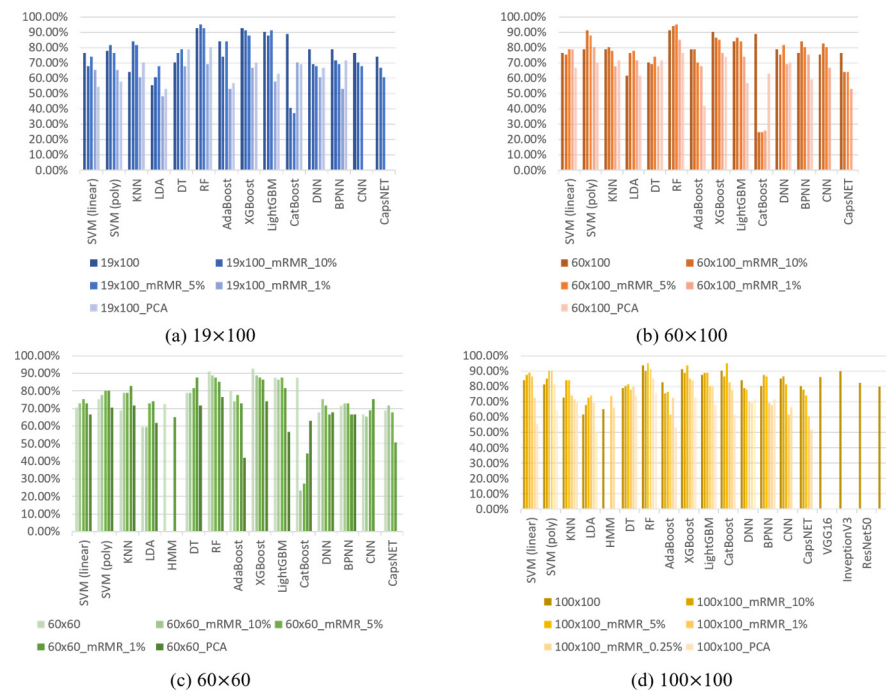 100.00%
90.00%
80.00%
70.00%
60.00%
50.00%
40.00%
30.00%
20.00%
10.00%
0.00%
SVM (linear)
SVM (poly)
KNN
LDA
DT
RF
AdaBoost
XGBoost
LightGBM
CatBoost
DNN
BPNN
CNN
CapsNET
19x100
19x100_mRMR_10%
19x100_mRMR_5%
19x100_mRMR_1%
19x100_PCA
(a) 19×100
100.00%
90.00%
80.00%
70.00%
60.00%
50.00%
40.00%
30.00%
20.00%
10.00%
0.00%
SVM (linear)
SVM (poly)
KNN
LDA
DT
RF
AdaBoost
XGBoost
LightGBM
CatBoost
DNN
BPNN
CNN
CapsNET
60x100
60x100_mRMR_10%
60x100_mRMR_5%
60x100_mRMR_1%
60x100_PCA
(b) 60×100
100.00%
90.00%
80.00%
70.00%
60.00%
50.00%
40.00%
30.00%
20.00%
10.00%
0.00%
SVM (linear)
SVM (poly)
KNN
LDA
HMM
DT
RF
AdaBoost
XGBoost
LightGBM
CatBoost
DNN
BPNN
CNN
CapsNET
60x60
60x60_mRMR_10%
60x60_mRMR_5%
60x60_mRMR_1%
60x60_PCA
(c) 60×60
100.00%
90.00%
80.00%
70.00%
60.00%
50.00%
40.00%
30.00%
20.00%
10.00%
0.00%
SVM (linear)
SVM (poly)
KNN
LDA
HMM
DT
RF
AdaBoost
XGBoost
LightGBM
CatBoost
DNN
BPNN
CNN
CapsNET
VGG16
InveptionV3
ResNet50
100x100
100x100_mRMR_10%
100x100_mRMR_5%
100x100_mRMR_1%
100x100_mRMR_0.25%
100x100_PCA
(d) 100×100